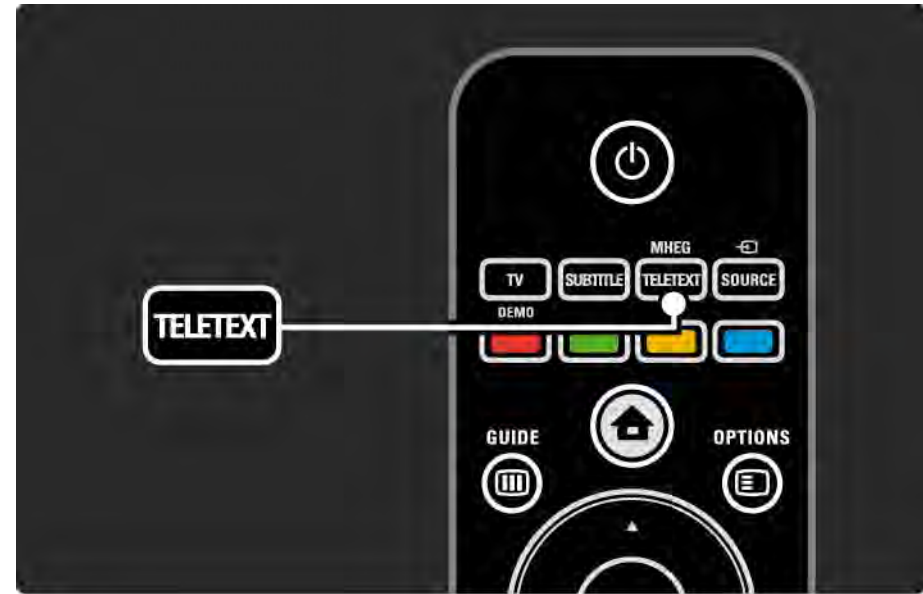 MHEG
TV SUBTITLE TELETEXT SOURCE
DEMO
TELETEXT
GUIDE OPTIONS